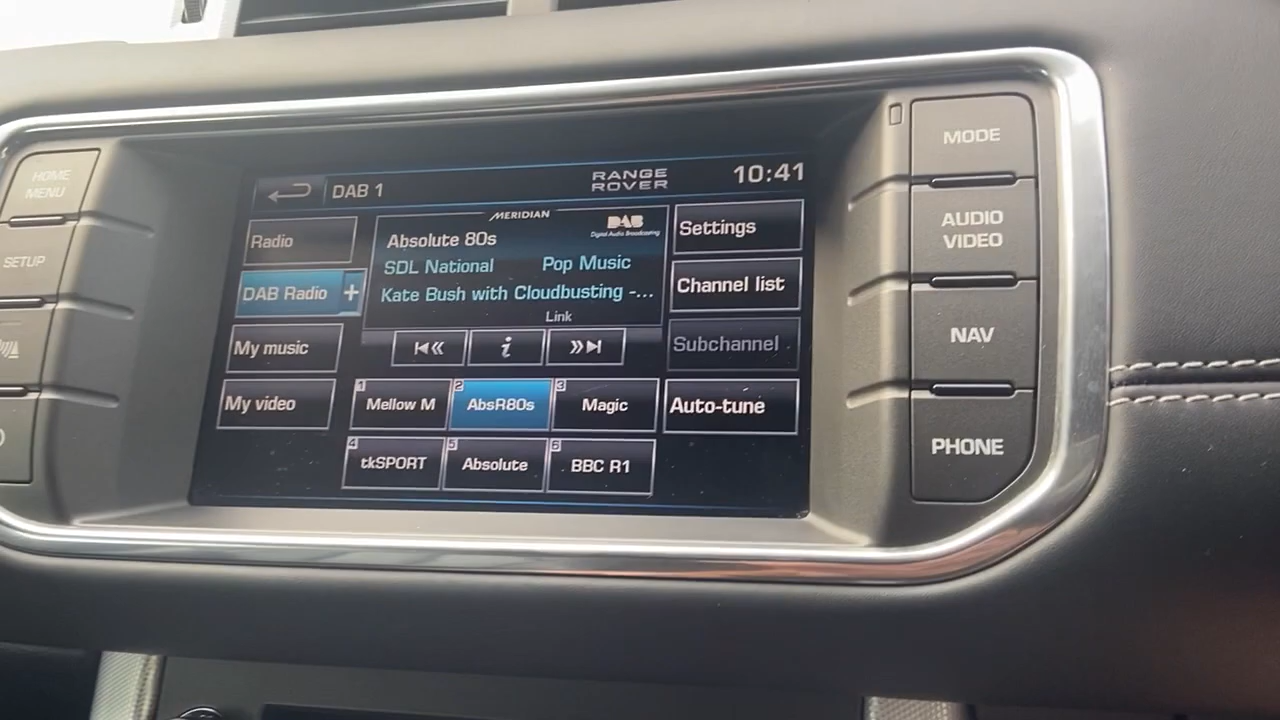 HOME
MENU
SETUP
DAB 1
RANGE
ROVER
10:41
MERIDIAN
DAB
Digital Audio Broadcasting
Radio
DAB Radio +
My music
My video
Absolute 80s
SDL National Pop Music
Kate Bush with Cloudbusting -...
Link
i
Settings
Channel list
Subchannel
Auto-tune
1 Mellow M
2 AbsR80s
3 Magic
4 tkSPORT
5 Absolute
6 BBC R1
MODE
AUDIO
VIDEO
NAV
PHONE